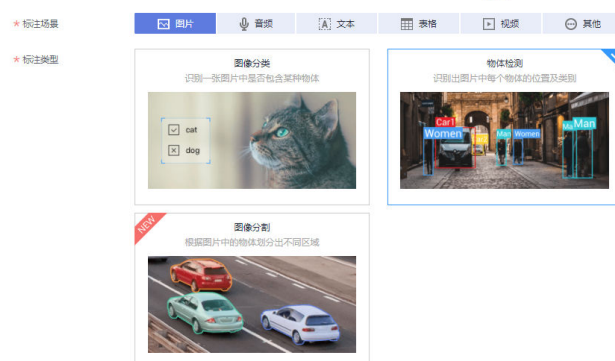 * 标注场景 图片 音频 文本 表格 视频 其他
* 标注类型
图像分类
识别一张图片中是否包含某种物体
cat
dog
物体检测
识别出图片中每个物体的位置及类别
Car1
Women
Man
Women
Ma
Man
NEW
图像分割
根据图片中的物体划分出不同区域